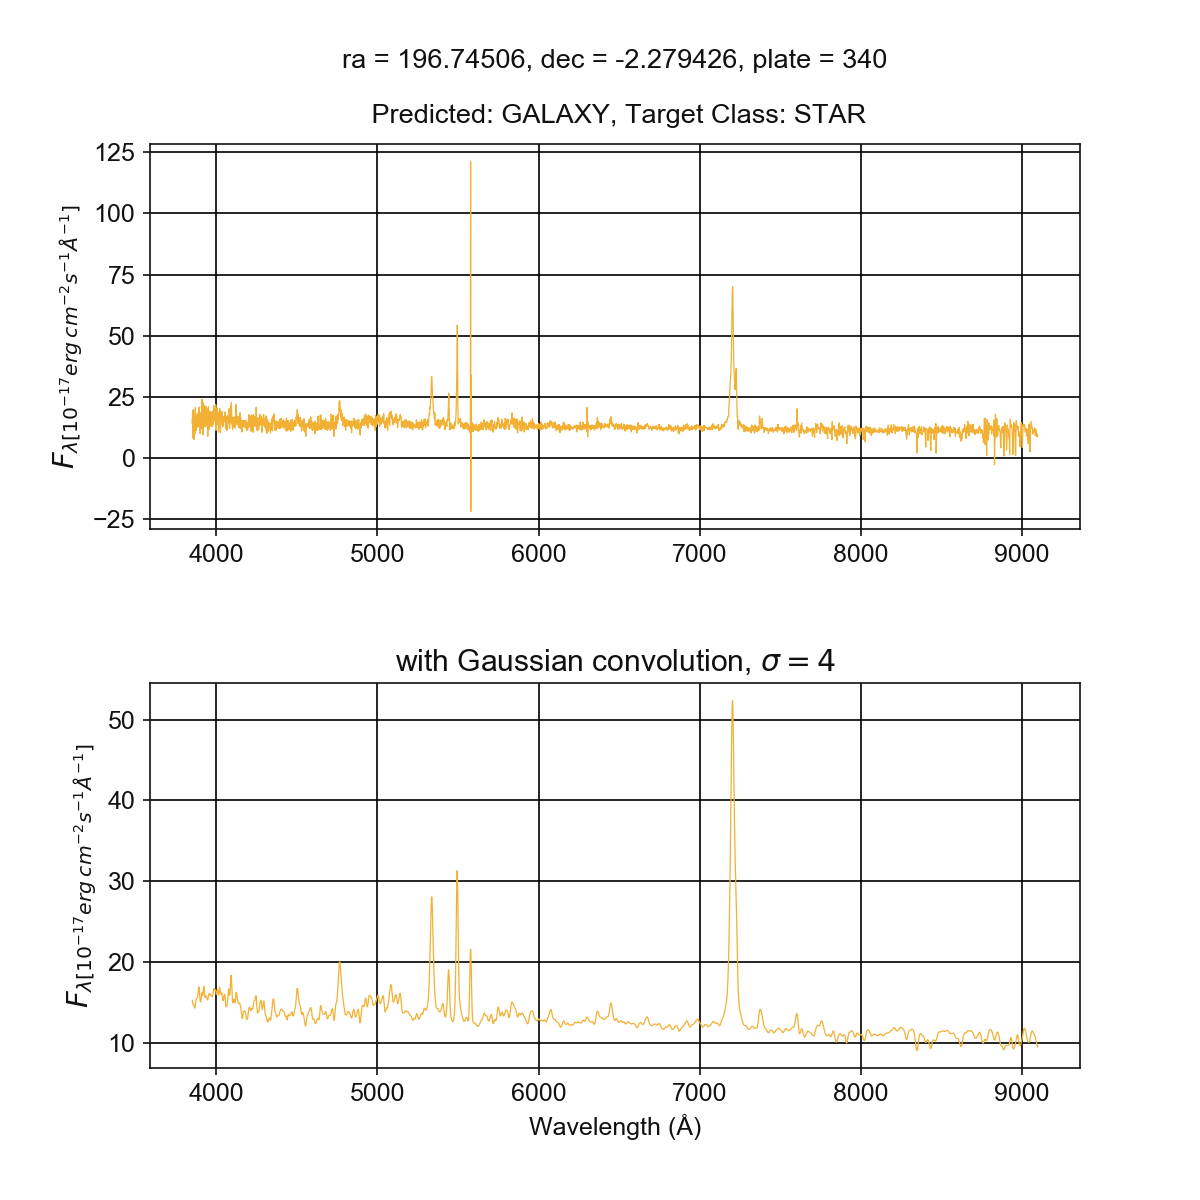 ra = 196.74506, dec = -2.279426, plate = 340
Predicted: GALAXY, Target Class: STAR
125
100
75
50
25
0
−25
Fλ[10⁻¹⁷erg cm⁻²s⁻¹Å⁻¹]
4000 5000 6000 7000 8000 9000
with Gaussian convolution, σ = 4
50
40
30
20
10
Fλ[10⁻¹⁷erg cm⁻²s⁻¹Å⁻¹]
4000 5000 6000 7000 8000 9000
Wavelength (Å)